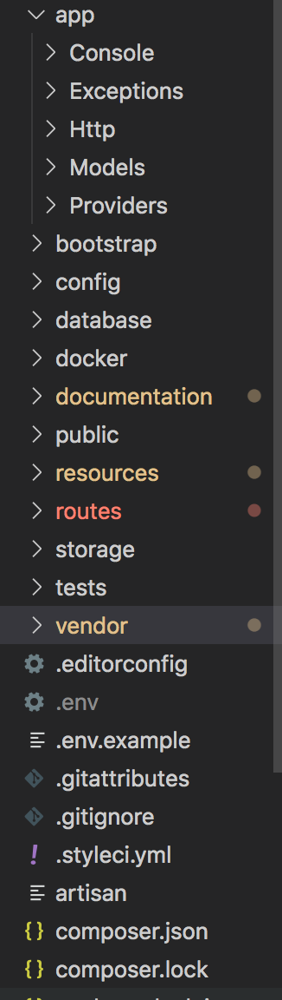 app
Console
Exceptions
Http
Models
Providers
bootstrap
config
database
docker
documentation
public
resources
routes
storage
tests
vendor
.editorconfig
.env
.env.example
.gitattributes
.gitignore
.styleci.yml
artisan
composer.json
composer.lock